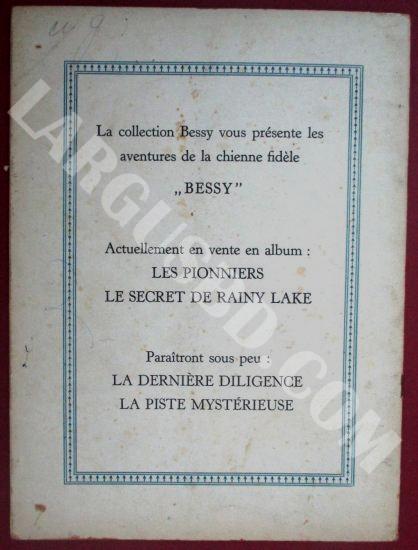 La collection Bessy vous présente les
aventures de la chienne fidèle
„BESSY”
Actuellement en vente en album :
LES PIONNIERS
LE SECRET DE RAINY LAKE
Paraîtront sous peu :
LA DERNIÈRE DILIGENCE
LA PISTE MYSTÉRIEUSE
LARGUSBD.COM